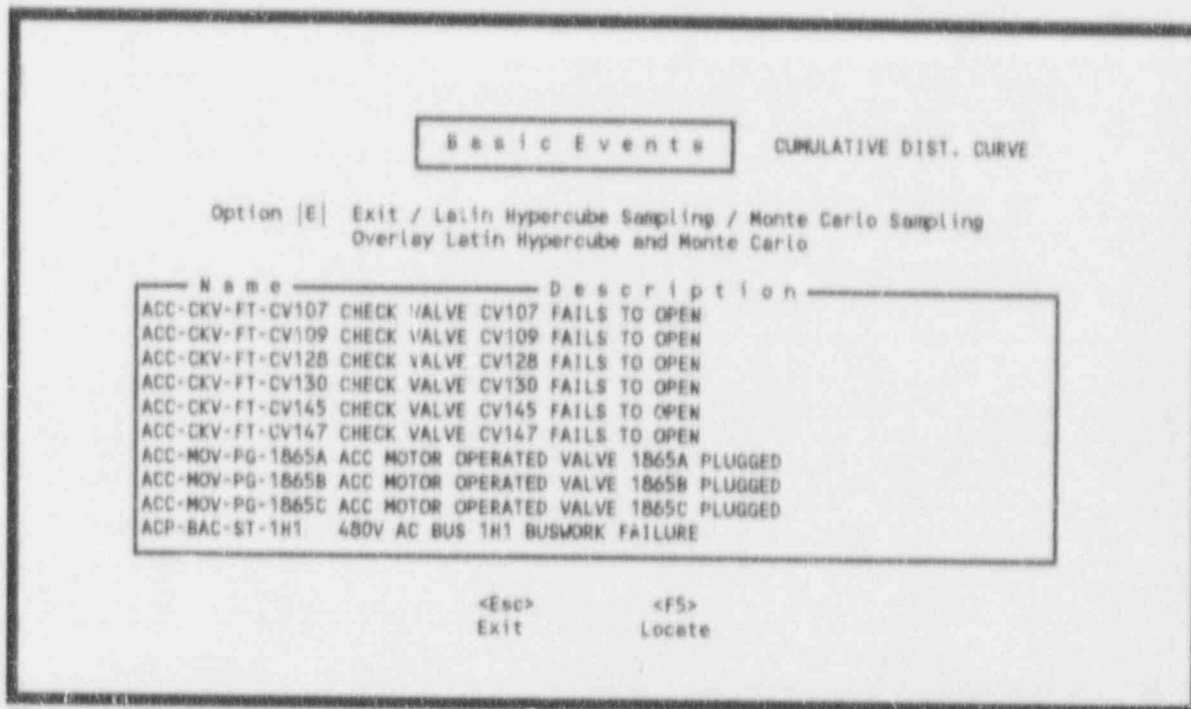 Basic Events CUMULATIVE DIST. CURVE
Option |E| Exit / Latin Hypercube Sampling / Monte Carlo Sampling
Overlay Latin Hypercube and Monte Carlo
Name Description
ACC-CKV-FT-CV107 CHECK VALVE CV107 FAILS TO OPEN
ACC-CKV-FT-CV109 CHECK VALVE CV109 FAILS TO OPEN
ACC-CKV-FT-CV128 CHECK VALVE CV128 FAILS TO OPEN
ACC-CKV-FT-CV130 CHECK VALVE CV130 FAILS TO OPEN
ACC-CKV-FT-CV145 CHECK VALVE CV145 FAILS TO OPEN
ACC-CKV-FT-CV147 CHECK VALVE CV147 FAILS TO OPEN
ACC-MOV-PG-1865A ACC MOTOR OPERATED VALVE 1865A PLUGGED
ACC-MOV-PG-1865B ACC MOTOR OPERATED VALVE 1865B PLUGGED
ACC-MOV-PG-1865C ACC MOTOR OPERATED VALVE 1865C PLUGGED
ACP-BAC-ST-1H1 480V AC BUS 1H1 BUSWORK FAILURE
<Esc> <F5>
Exit Locate